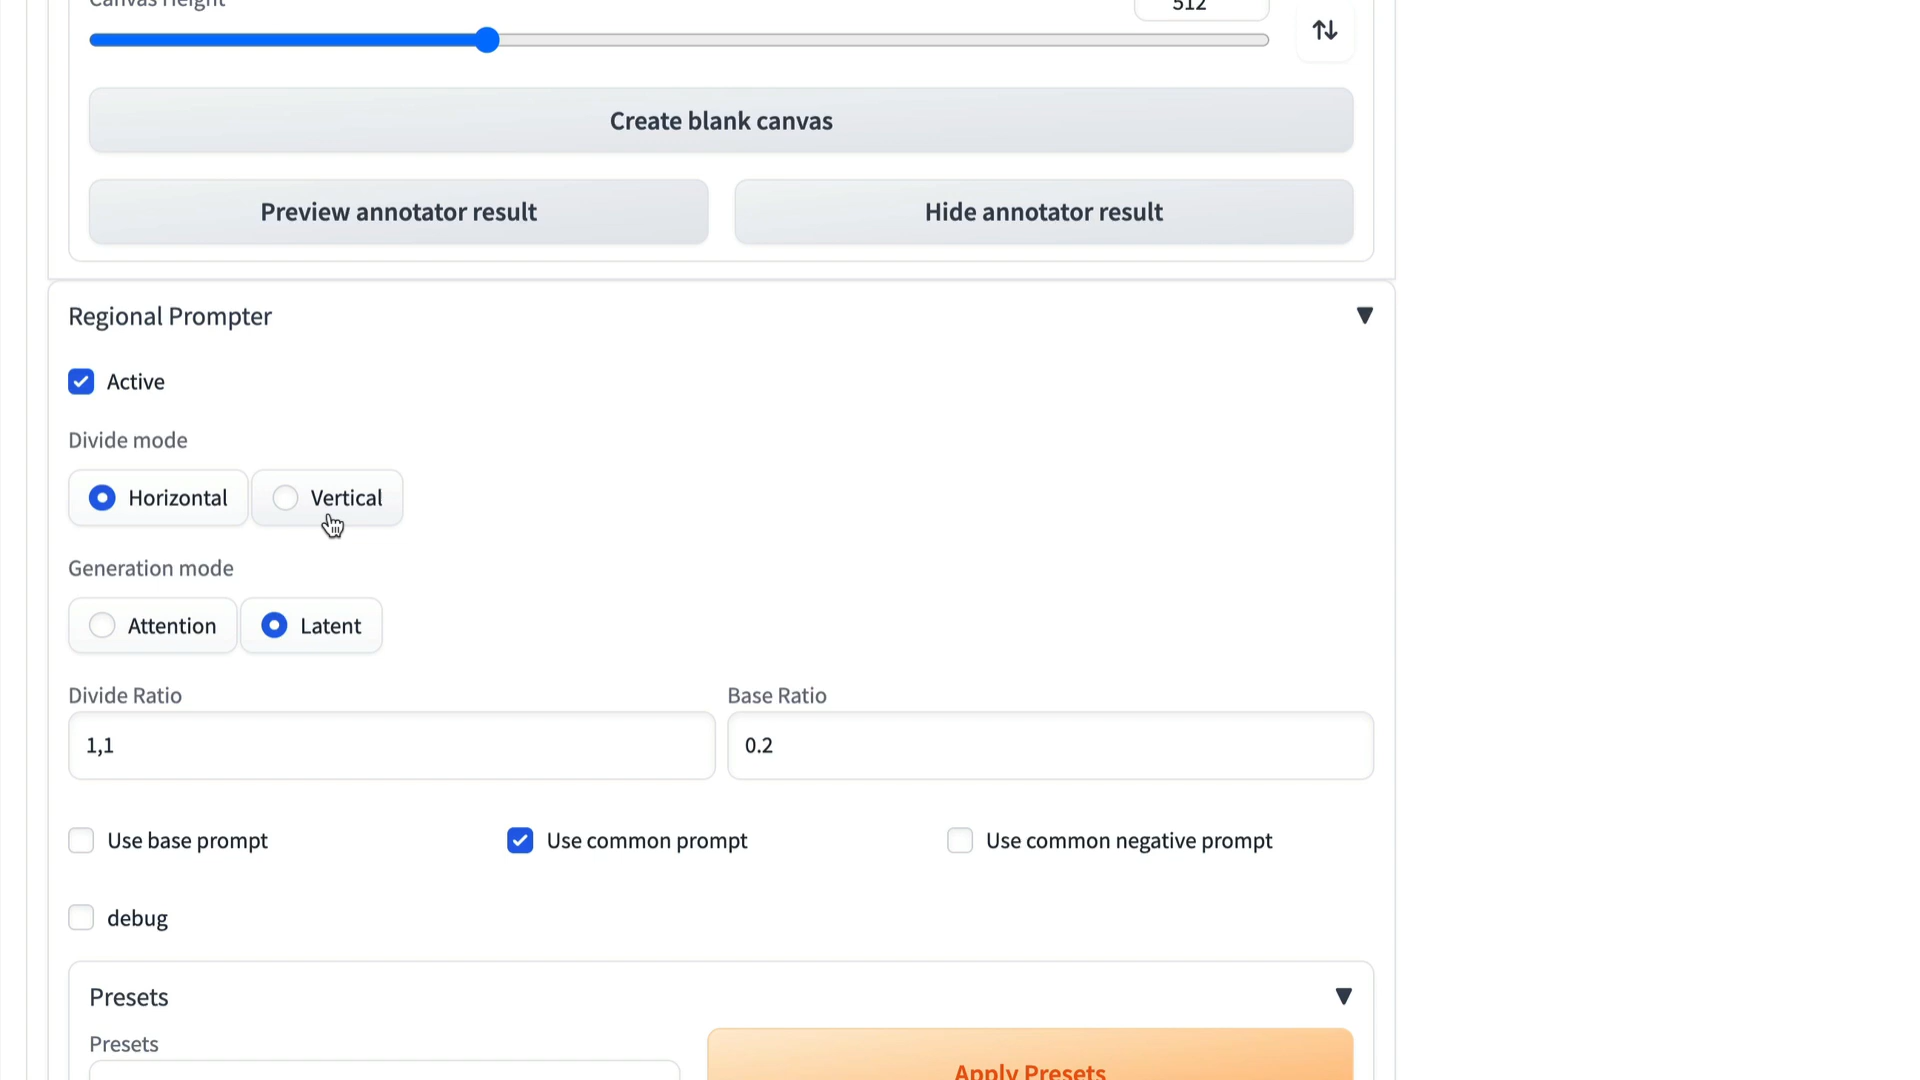 Canvas Height
512
Create blank canvas
Preview annotator result
Hide annotator result
Regional Prompter
Active
Divide mode
Horizontal
Vertical
Generation mode
Attention
Latent
Divide Ratio
Base Ratio
1,1
0.2
Use base prompt
Use common prompt
Use common negative prompt
debug
Presets
Presets
Apply Presets